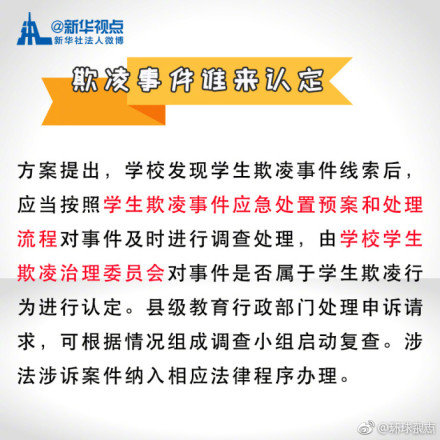 @新华视点
新华社法人微博
欺凌事件谁来认定
方案提出，学校发现学生欺凌事件线索后，
应当按照学生欺凌事件应急处置预案和处理
流程对事件及时进行调查处理，由学校学生
欺凌治理委员会对事件是否属于学生欺凌行
为进行认定。县级教育行政部门处理申诉请
求，可根据情况组成调查小组启动复查。涉
法涉诉案件纳入相应法律程序办理。